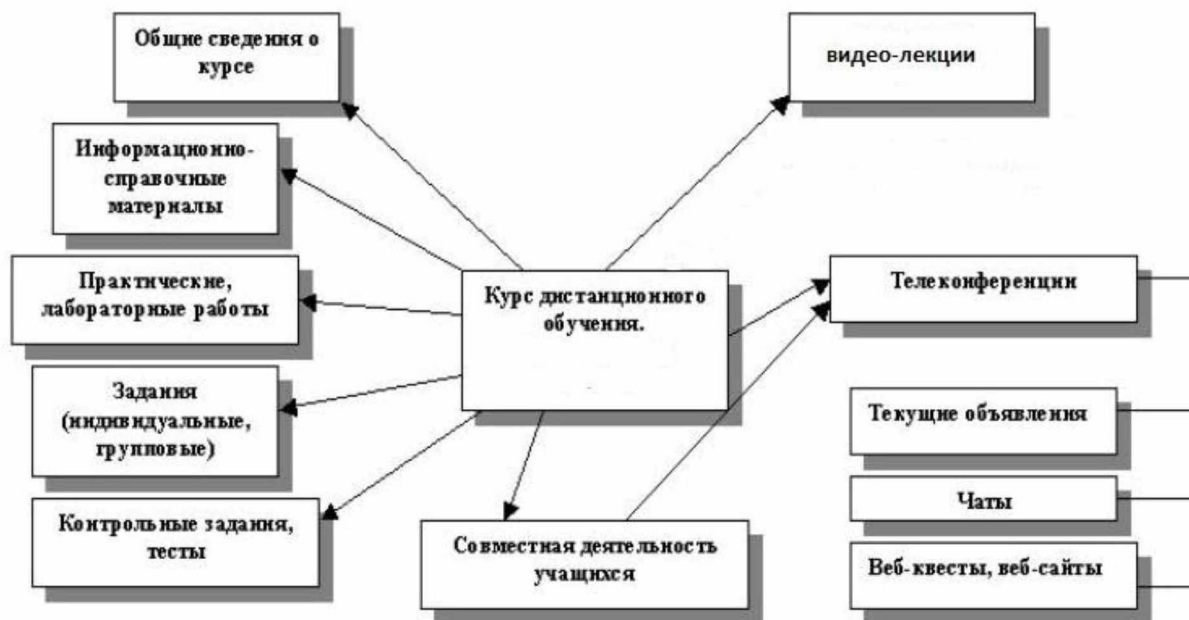 Общие сведения о
курсе
видео-лекции
Информационно-
справочные
материалы
Практические,
лабораторные работы
Курс дистанционного
обучения.
Телеконференции
Задания
(индивидуальные,
групповые)
Текущие объявления
Чаты
Контрольные задания,
тесты
Совместная деятельность
учащихся
Веб-квесты, веб-сайты